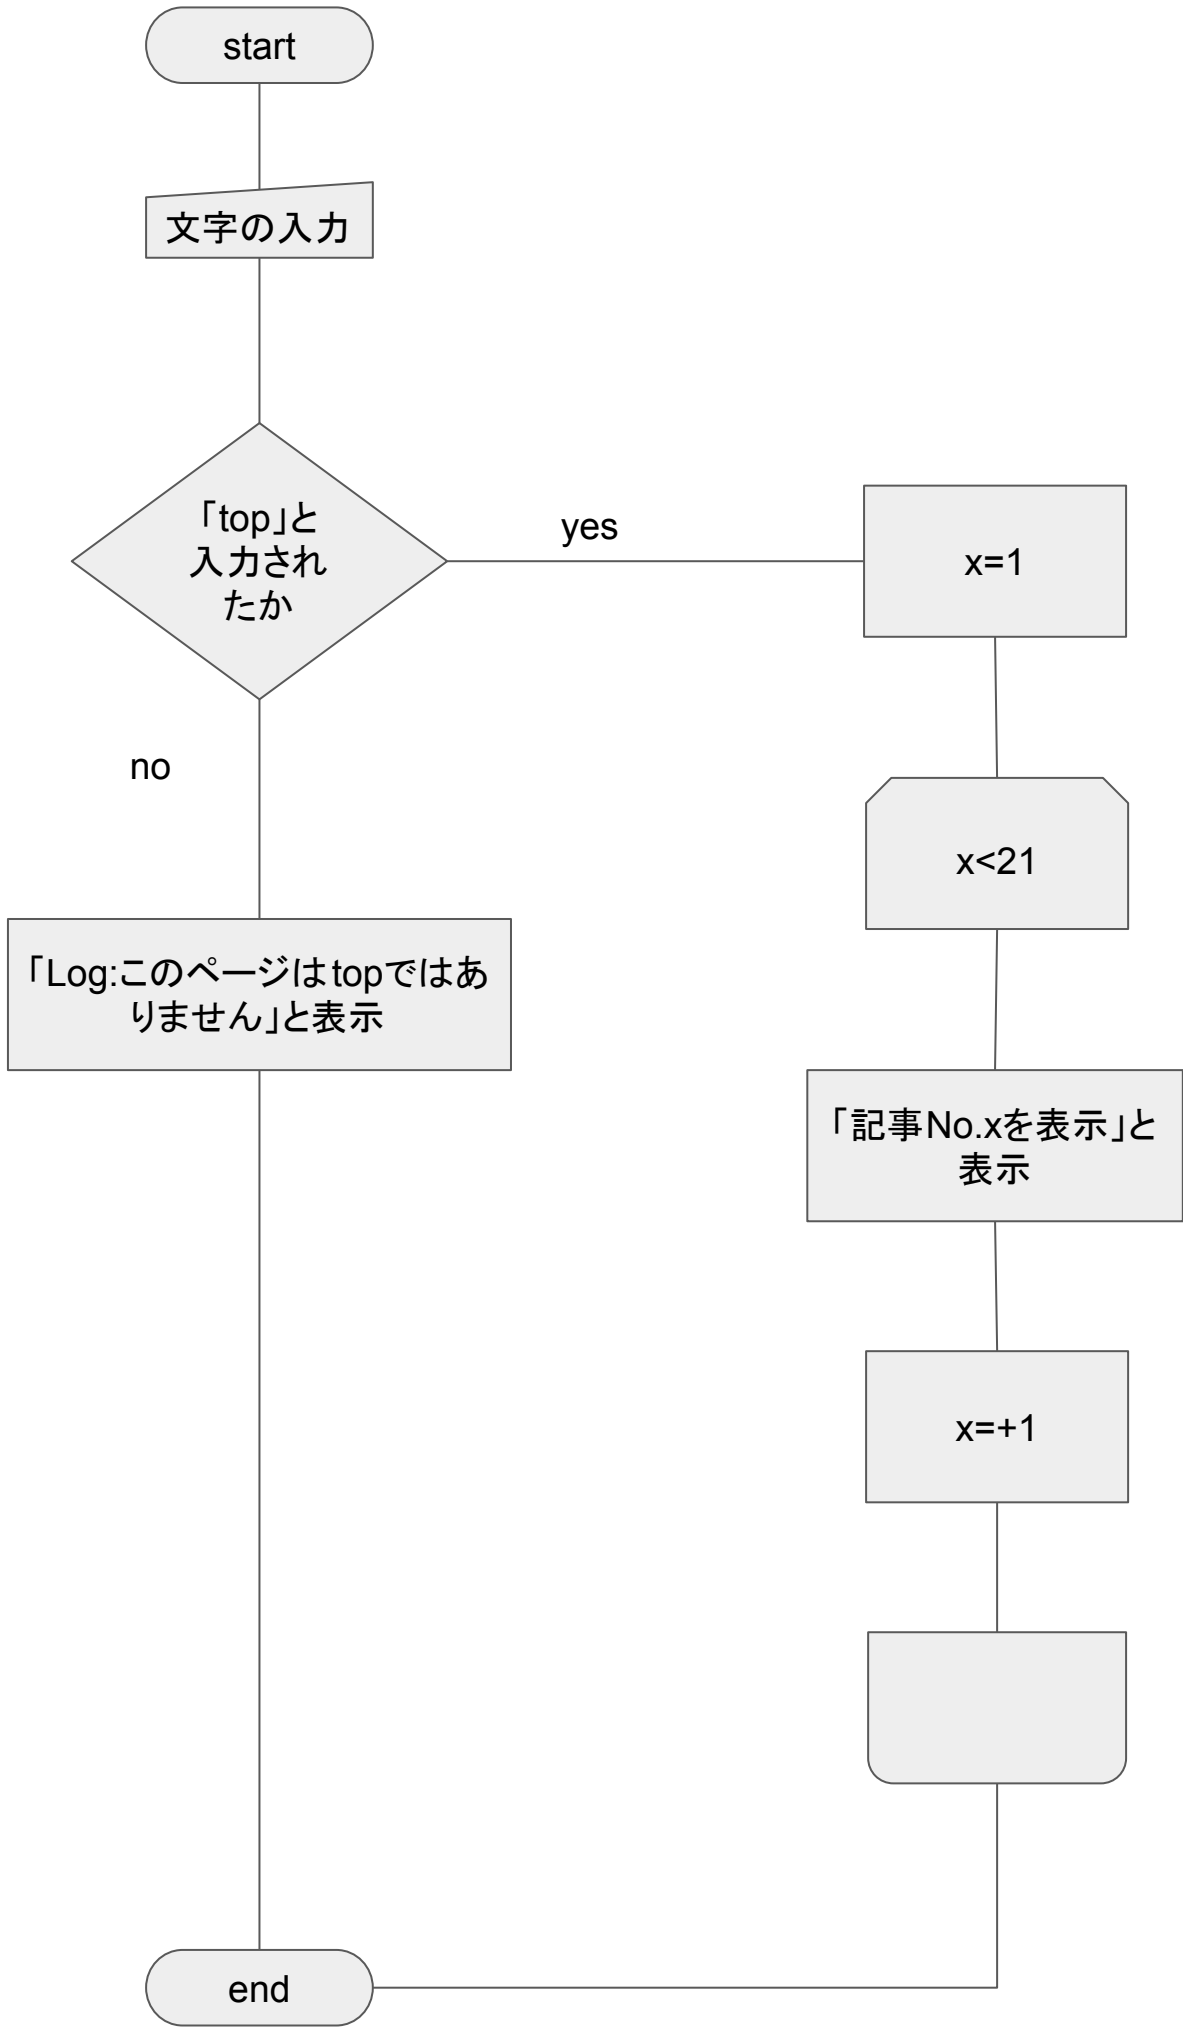 start
文字の入力
「top」と
入力され
たか
yes
x=1
no
x<21
「Log:このページはtopではあ
りません」と表示
「記事No.xを表示」と
表示
x=+1
end